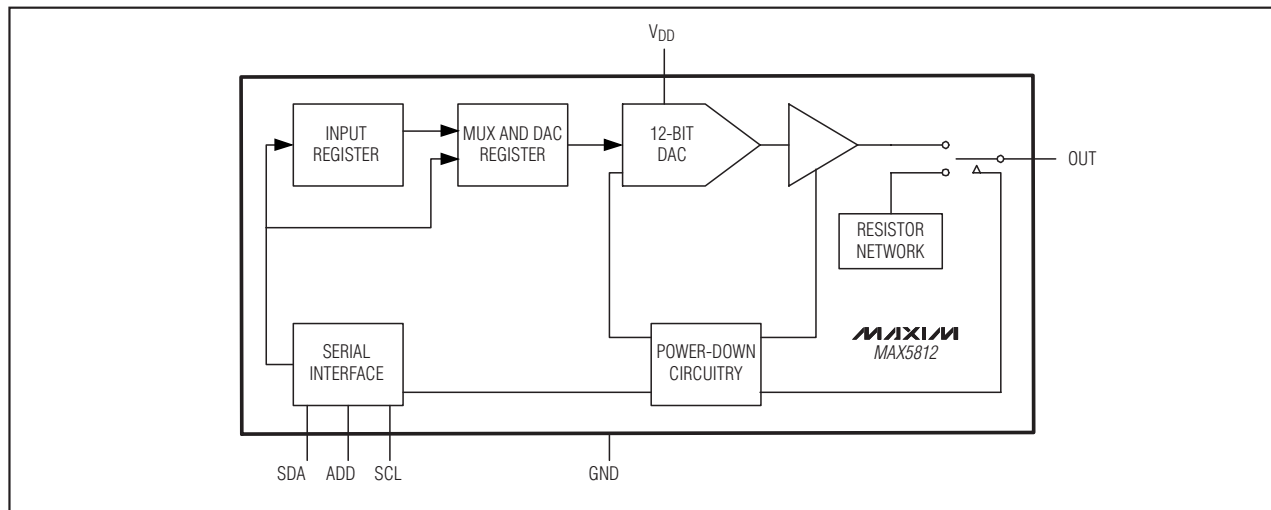 VDD
INPUT
REGISTER
MUX AND DAC
REGISTER
12-BIT
DAC
OUT
RESISTOR
NETWORK
SERIAL
INTERFACE
POWER-DOWN
CIRCUITRY
MAXIM
MAX5812
SDA
ADD
SCL
GND